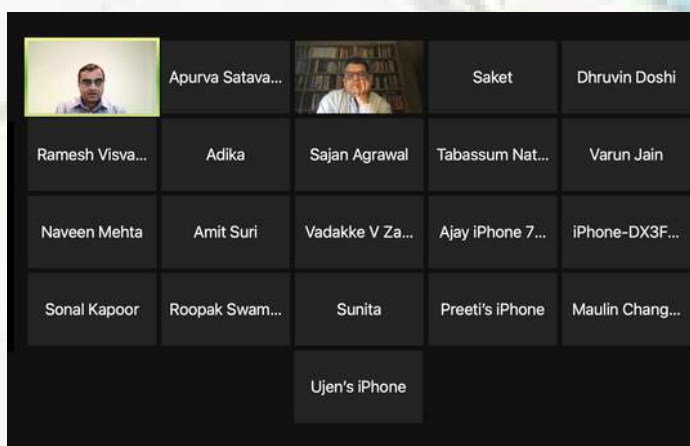 Apurva Satava...
Saket
Dhruvin Doshi
Ramesh Visva...
Adika
Sajan Agrawal
Tabassum Nat...
Varun Jain
Naveen Mehta
Amit Suri
Vadakke V Za...
Ajay iPhone 7...
iPhone-DX3F...
Sonal Kapoor
Roopak Swam...
Sunita
Preeti's iPhone
Maulin Chang...
Ujen's iPhone